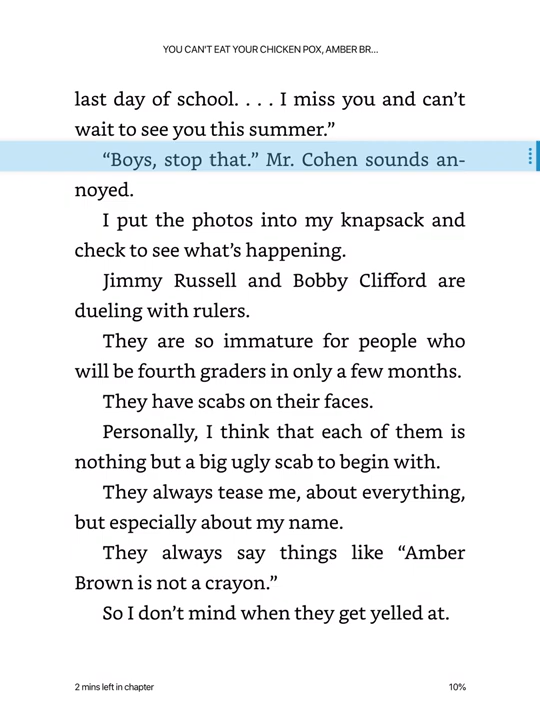 YOU CAN'T EAT YOUR CHICKEN POX, AMBER BR...
last day of school. . . . I miss you and can’t
wait to see you this summer.”
“Boys, stop that.” Mr. Cohen sounds an-
noyed.
I put the photos into my knapsack and
check to see what’s happening.
Jimmy Russell and Bobby Clifford are
dueling with rulers.
They are so immature for people who
will be fourth graders in only a few months.
They have scabs on their faces.
Personally, I think that each of them is
nothing but a big ugly scab to begin with.
They always tease me, about everything,
but especially about my name.
They always say things like “Amber
Brown is not a crayon.”
So I don’t mind when they get yelled at.
2 mins left in chapter 10%